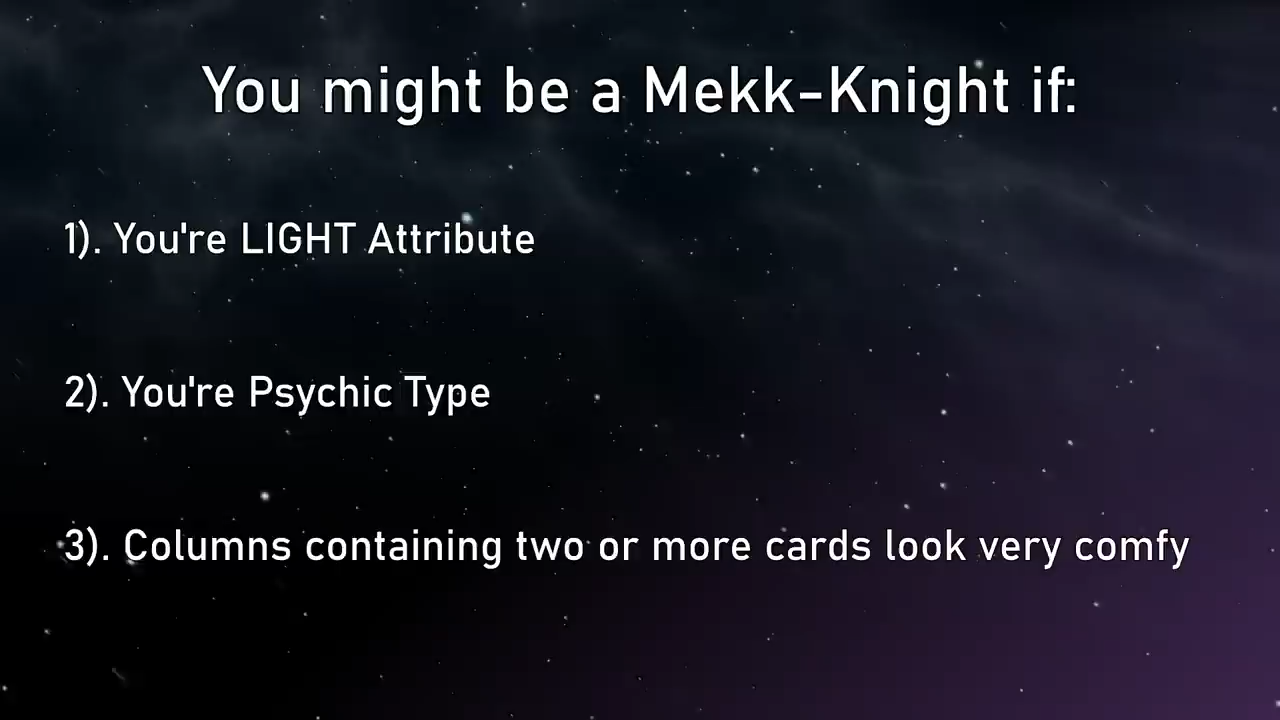 You might be a Mekk-Knight if:
1). You're LIGHT Attribute
2). You're Psychic Type
3). Columns containing two or more cards look very comfy